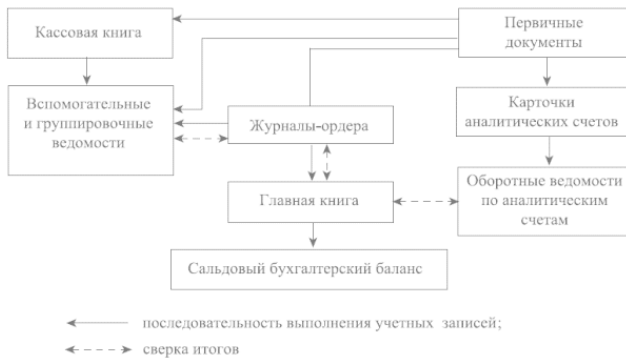 Кассовая книга
Первичные
документы
Вспомогательные
и группировочные
ведомости
Журналы-ордера
Карточки
аналитических счетов
Главная книга
Оборотные ведомости
по аналитическим
счетам
Сальдовый бухгалтерский баланс
последовательность выполнения учетных записей;
сверка итогов